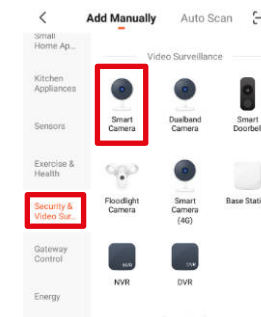 Add Manually Auto Scan
Small
Home Ap...
Video Surveillance
Kitchen
Appliances
Smart
Camera
Dualband
Camera
Smart
Doorbel
Sensors
Exercise &
Health
Floodlight
Camera
Smart
Camera
(4G)
Base Stati
Security &
Video Sur...
Gateway
Control
NVR
DVR
Energy